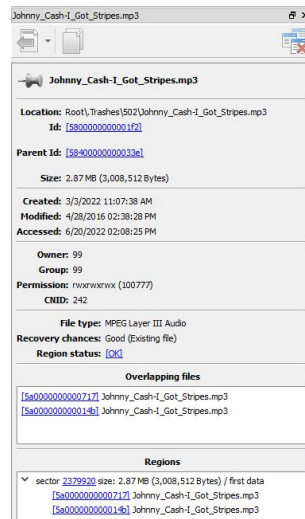 Johnny_Cash-I_Got_Stripes.mp3
Johnny_Cash-I_Got_Stripes.mp3
Location: Root\.Trashes\502\Johnny_Cash-I_Got_Stripes.mp3
Id: [5800000000001f2]
Parent Id: [58400000000033e]
Size: 2.87 MB (3,008,512 Bytes)
Created: 3/3/2022 11:07:38 AM
Modified: 4/28/2016 02:38:28 PM
Accessed: 6/20/2022 02:08:25 PM
Owner: 99
Group: 99
Permission: rwxrwxrwx (100777)
CNID: 242
File type: MPEG Layer III Audio
Recovery chances: Good (Existing file)
Region status: [OK]
Overlapping files
[5a0000000000717] Johnny_Cash-I_Got_Stripes.mp3
[5a000000000014b] Johnny_Cash-I_Got_Stripes.mp3
Regions
sector 2379920 size: 2.87 MB (3,008,512 Bytes) / first data
[5a0000000000717] Johnny_Cash-I_Got_Stripes.mp3
[5a000000000014b] Johnny_Cash-I_Got_Stripes.mp3